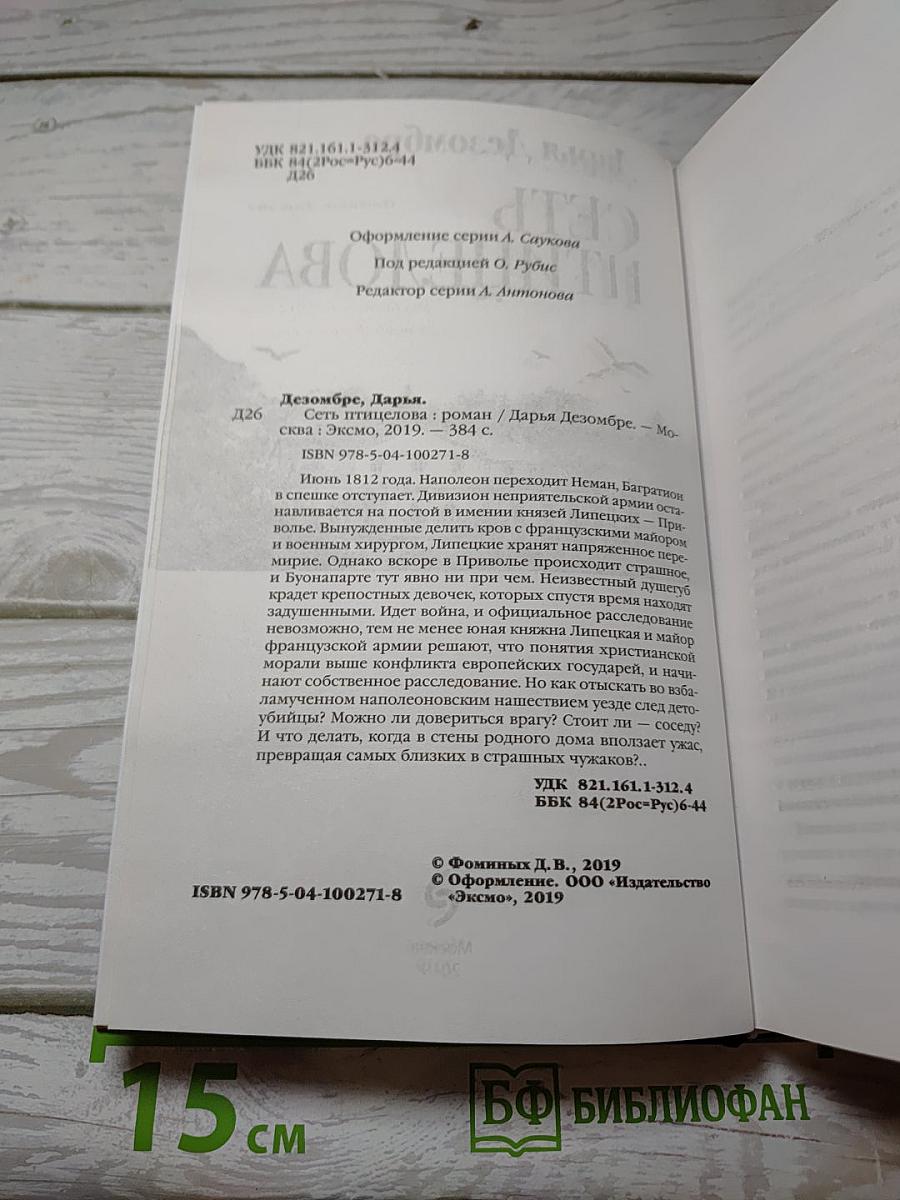 УДК 821.161.1-312.4
ББК 84(2Рос=Рус)6-44
Д26
Оформление серии А. Саукова
Под редакцией О. Рубис
Редактор серии А. Антонова
Дезомбре, Дарья.
Д26 Сеть птицелова : роман / Дарья Дезомбре. — Мо-
сква : Эксмо, 2019. — 384 с.
ISBN 978-5-04-100271-8
Июнь 1812 года. Наполеон переходит Неман, Багратион
в спешке отступает. Дивизион неприятельской армии оста-
навливается на постой в имении князей Липецких — При-
волье. Вынужденные делить кров с французскими майором
и военным хирургом, Липецкие хранят напряженное пере-
мирие. Однако вскоре в Приволье происходит страшное,
и Буонапарте тут явно ни при чем. Неизвестный душегуб
крадет крепостных девочек, которых спустя время находят
задушенными. Идет война, и официальное расследование
невозможно, тем не менее юная княжна Липецкая и майор
французской армии решают, что понятия христианской
морали выше конфликта европейских государей, и начи-
нают собственное расследование. Но как отыскать во взба-
ламученном наполеоновским нашествием уезде след дето-
убийцы? Можно ли довериться врагу? Стоит ли — соседу?
И что делать, когда в стены родного дома вползает ужас,
превращая самых близких в страшных чужаков?..
УДК 821.161.1-312.4
ББК 84(2Рос=Рус)6-44
© Фоминых Д. В., 2019
© Оформление. ООО «Издательство
ISBN 978-5-04-100271-8 «Эксмо», 2019
15 см
БФ БИБЛИОФАН